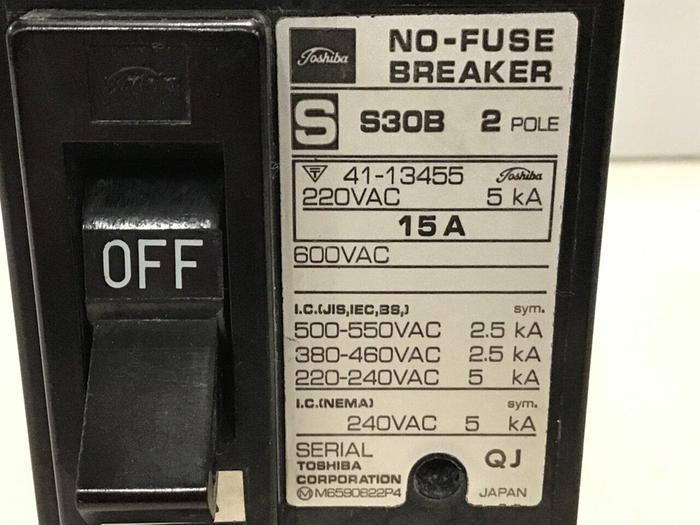 Toshiba
NO-FUSE
BREAKER
S S30B 2 POLE
41-13455 Toshiba
220VAC 5 kA
15 A
600VAC
I.C.(JIS,IEC,BS,) sym.
500-550VAC 2.5 kA
380-460VAC 2.5 kA
220-240VAC 5 kA
I.C.(NEMA) sym.
240VAC 5 kA
SERIAL QJ
TOSHIBA
CORPORATION
M M6590822P4 JAPAN
OFF